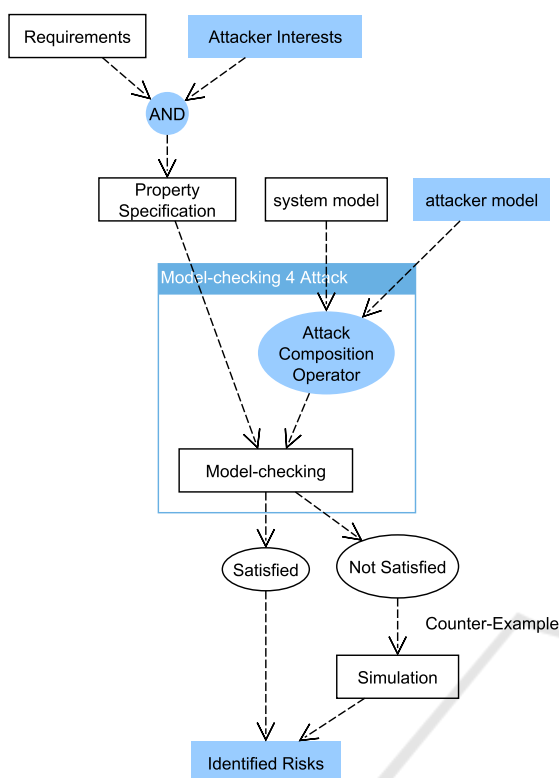 Requirements
Attacker Interests
AND
Property
Specification
system model
attacker model
Model-checking 4 Attack
Attack
Composition
Operator
Model-checking
Satisfied
Not Satisfied
Counter-Example
Simulation
Identified Risks